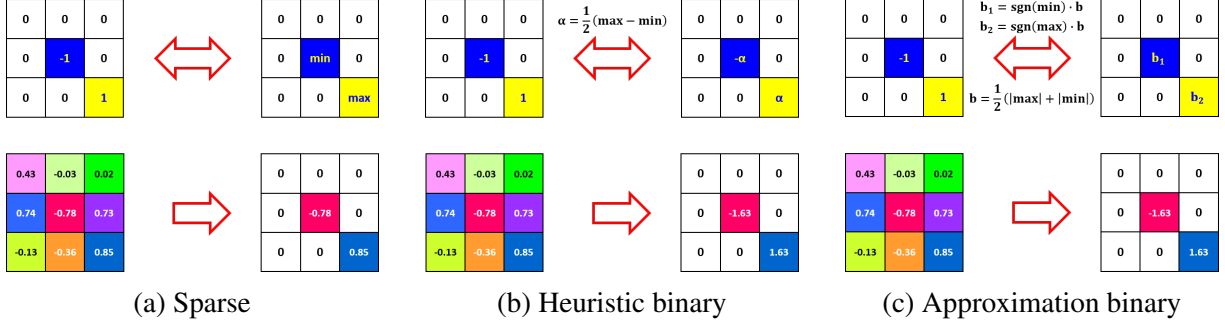 0 0 0 0 0 0
0 -1 0 0 min 0
0 0 1 0 0 max
0.43 -0.03 0.02 0 0 0
0.74 -0.78 0.73 0 -0.78 0
-0.13 -0.36 0.85 0 0 0.85
(a) Sparse
α = 1/2 (max − min)
0 0 0 0 0 0
0 -1 0 0 -α 0
0 0 1 0 0 α
0.43 -0.03 0.02 0 0 0
0.74 -0.78 0.73 0 -1.63 0
-0.13 -0.36 0.85 0 0 1.63
(b) Heuristic binary
b₁ = sgn(min) · b
b₂ = sgn(max) · b
0 0 0 0 0 0
0 -1 0 0 b₁ 0
0 0 1 0 0 b₂
b = 1/2 (|max| + |min|)
0.43 -0.03 0.02 0 0 0
0.74 -0.78 0.73 0 -1.63 0
-0.13 -0.36 0.85 0 0 1.63
(c) Approximation binary